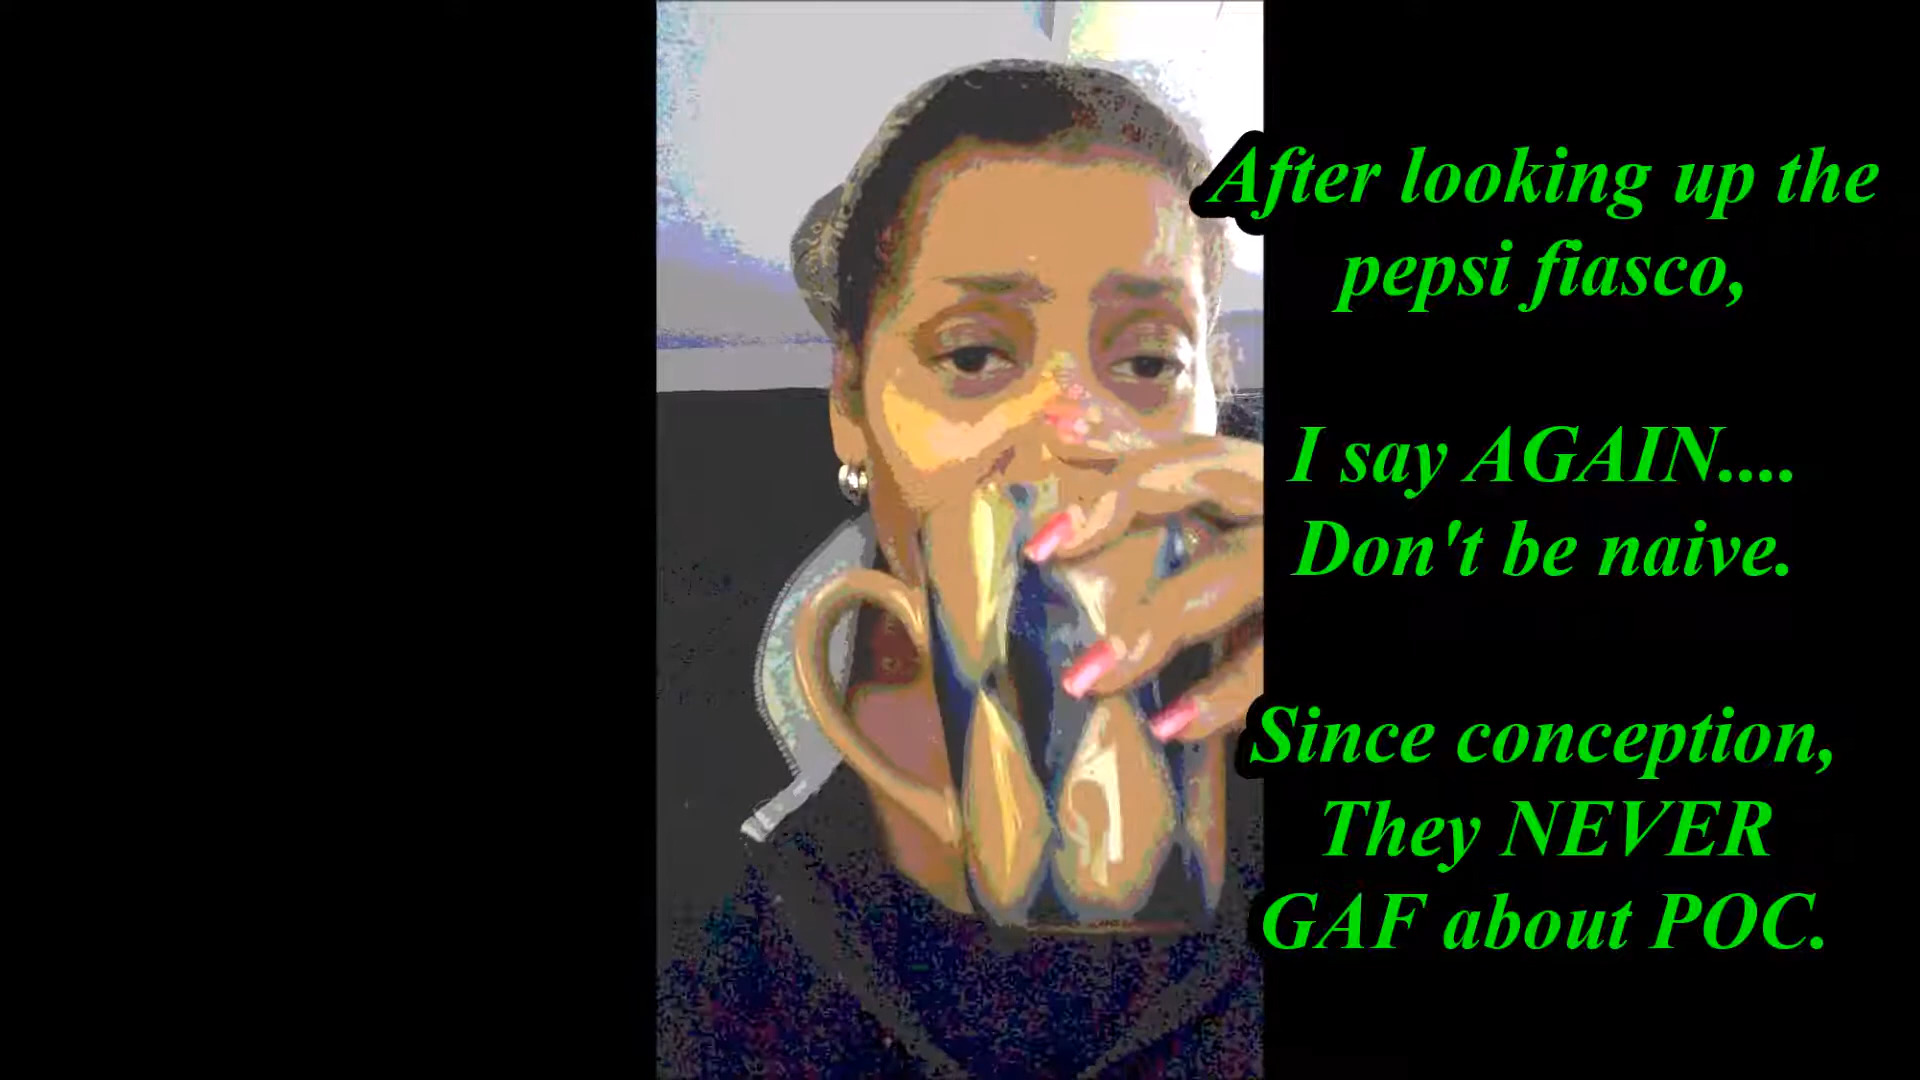 After looking up the
pepsi fiasco,
I say AGAIN....
Don't be naive.
Since conception,
They NEVER
GAF about POC.